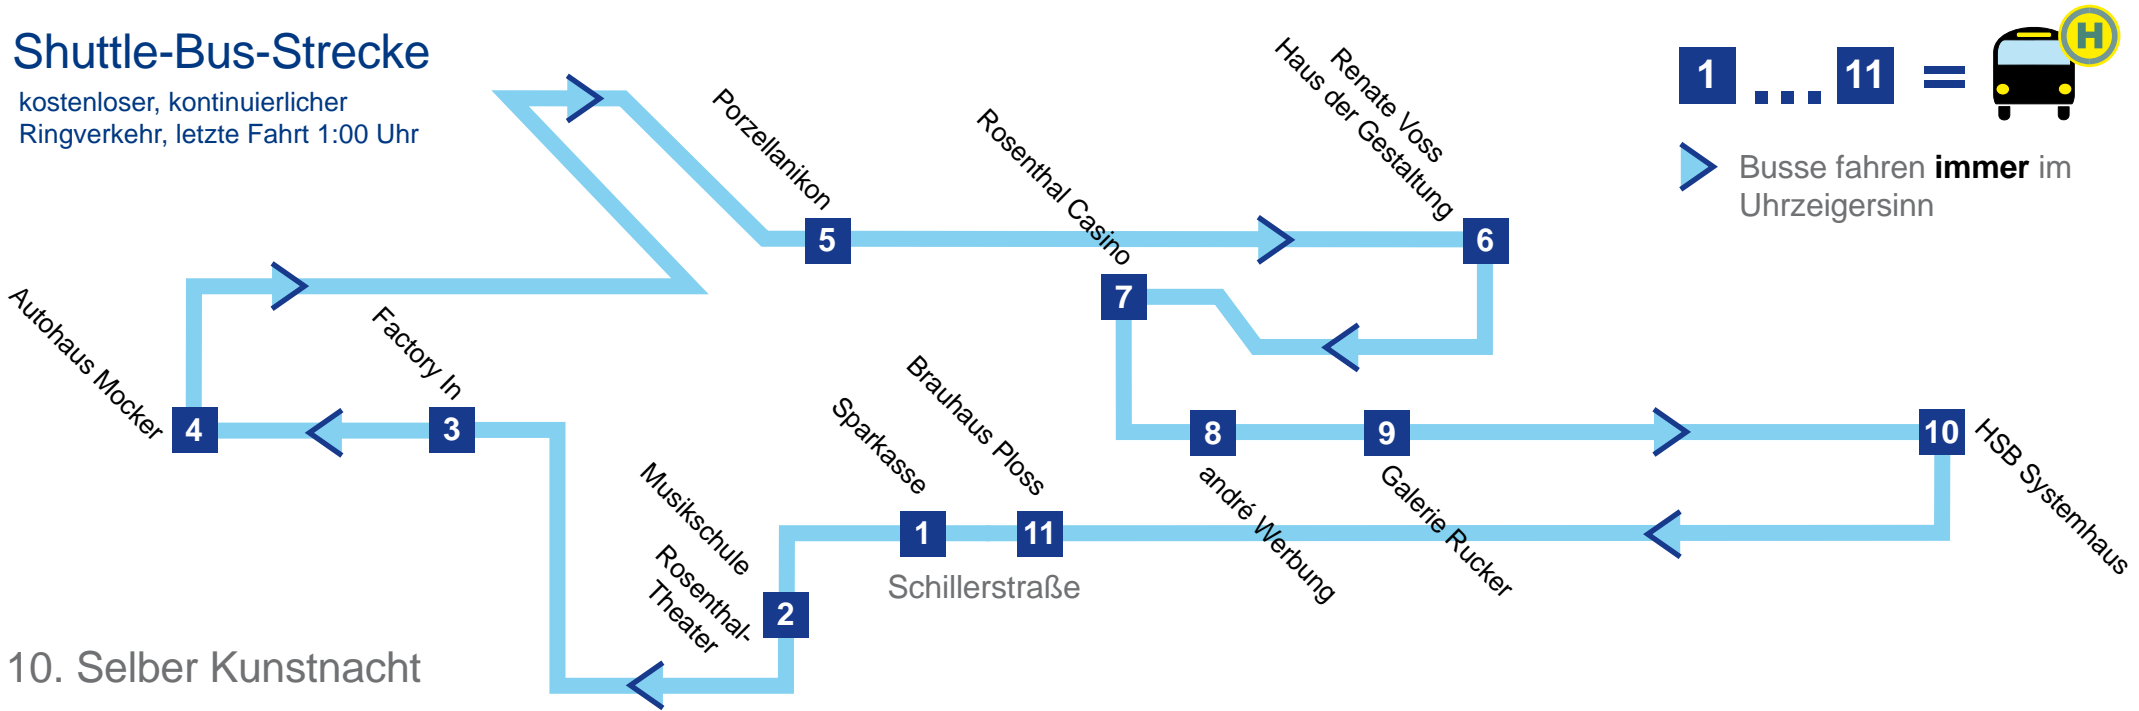 Shuttle-Bus-Strecke
kostenloser, kontinuierlicher
Ringverkehr, letzte Fahrt 1:00 Uhr
1 ... 11 =
H
Busse fahren immer im
Uhrzeigersinn
Porzellanikon
5
Rosenthal Casino
7
Renate Voss
Haus der Gestaltung
6
Autohaus Mocker
4
Factory In
3
Musikschule
Rosenthal-
Theater
2
Sparkasse
1
Brauhaus Ploss
11
Schillerstraße
8
andré Werbung
9
Galerie Rucker
10
HSB Systemhaus
10. Selber Kunstnacht